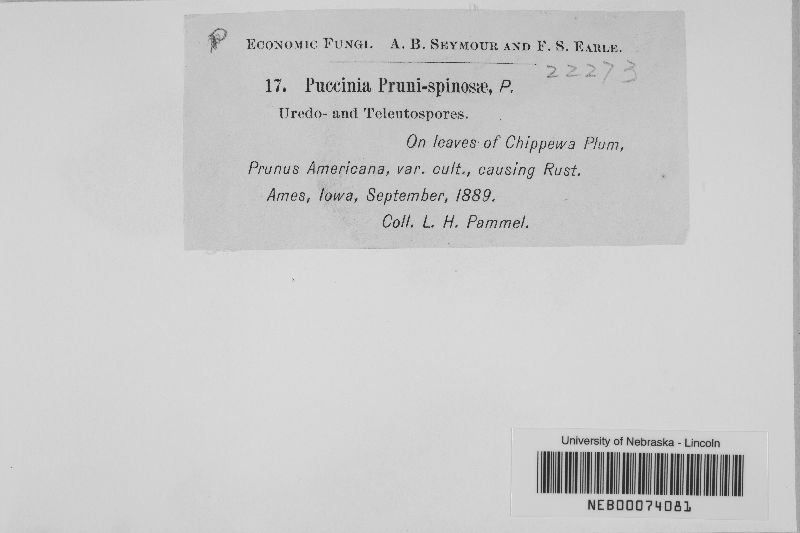 P
Economic Fungi. A. B. Seymour and F. S. Earle.
22273
17. Puccinia Pruni-spinosæ, P.
Uredo- and Teleutospores.
On leaves of Chippewa Plum,
Prunus Americana, var. cult., causing Rust.
Ames, Iowa, September, 1889.
Coll. L. H. Pammel.
University of Nebraska - Lincoln
NEB00074081